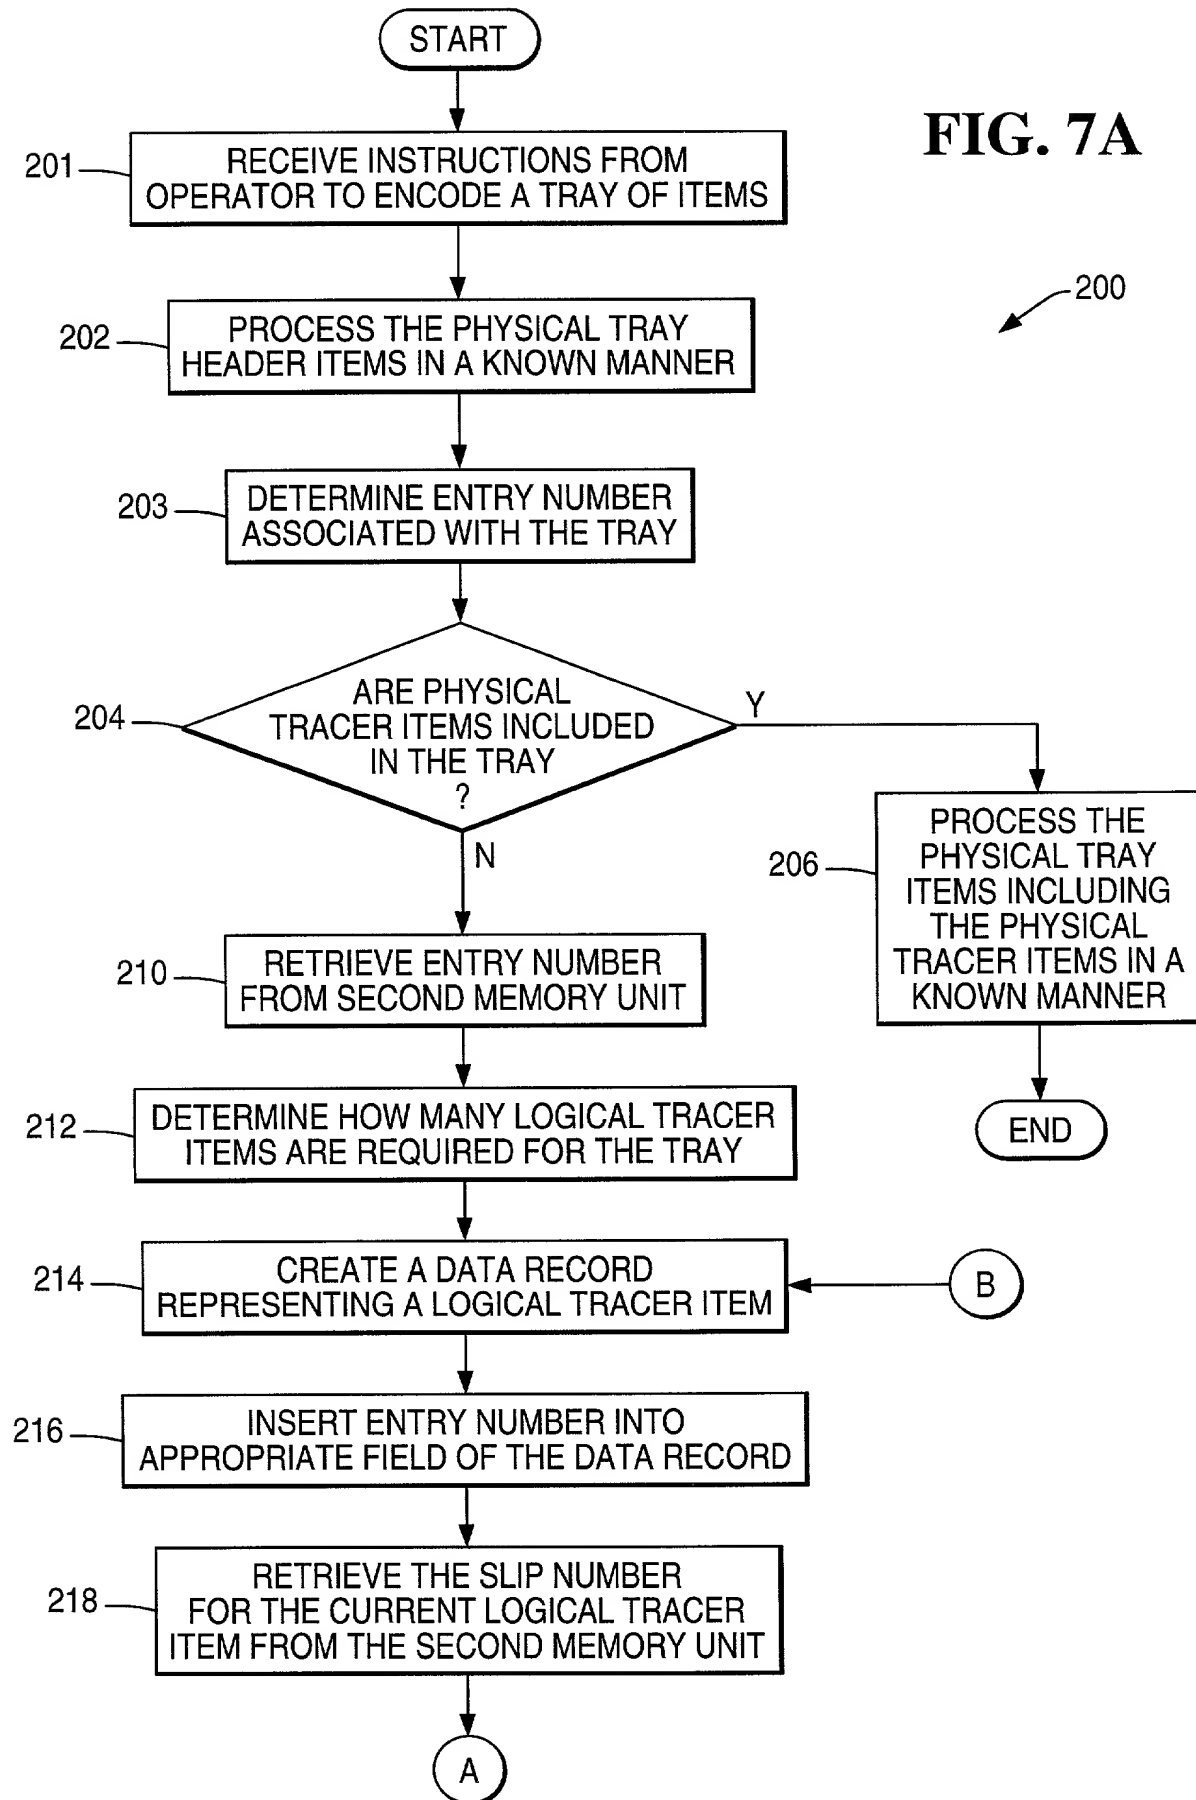 START
FIG. 7A
201
RECEIVE INSTRUCTIONS FROM
OPERATOR TO ENCODE A TRAY OF ITEMS
200
202
PROCESS THE PHYSICAL TRAY
HEADER ITEMS IN A KNOWN MANNER
203
DETERMINE ENTRY NUMBER
ASSOCIATED WITH THE TRAY
204
ARE PHYSICAL
TRACER ITEMS INCLUDED
IN THE TRAY
?
Y
N
206
PROCESS THE
PHYSICAL TRAY
ITEMS INCLUDING
THE PHYSICAL
TRACER ITEMS IN A
KNOWN MANNER
END
210
RETRIEVE ENTRY NUMBER
FROM SECOND MEMORY UNIT
212
DETERMINE HOW MANY LOGICAL TRACER
ITEMS ARE REQUIRED FOR THE TRAY
214
CREATE A DATA RECORD
REPRESENTING A LOGICAL TRACER ITEM
B
216
INSERT ENTRY NUMBER INTO
APPROPRIATE FIELD OF THE DATA RECORD
218
RETRIEVE THE SLIP NUMBER
FOR THE CURRENT LOGICAL TRACER
ITEM FROM THE SECOND MEMORY UNIT
A